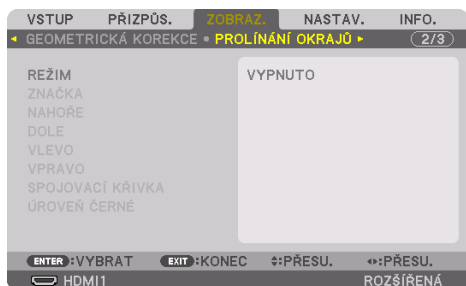 VSTUP PŘIZPŮS. ZOBRAZ. NASTAV. INFO.
◂ GEOMETRICKÁ KOREKCE • PROLÍNÁNÍ OKRAJŮ ▸ 2/3
REŽIM VYPNUTO
ZNAČKA
NAHOŘE
DOLE
VLEVO
VPRAVO
SPOJOVACÍ KŘIVKA
ÚROVEŇ ČERNÉ
ENTER:VYBRAT EXIT:KONEC ⬍:PŘESU. ⬌:PŘESU.
HDMI1 ROZŠÍŘENÁ